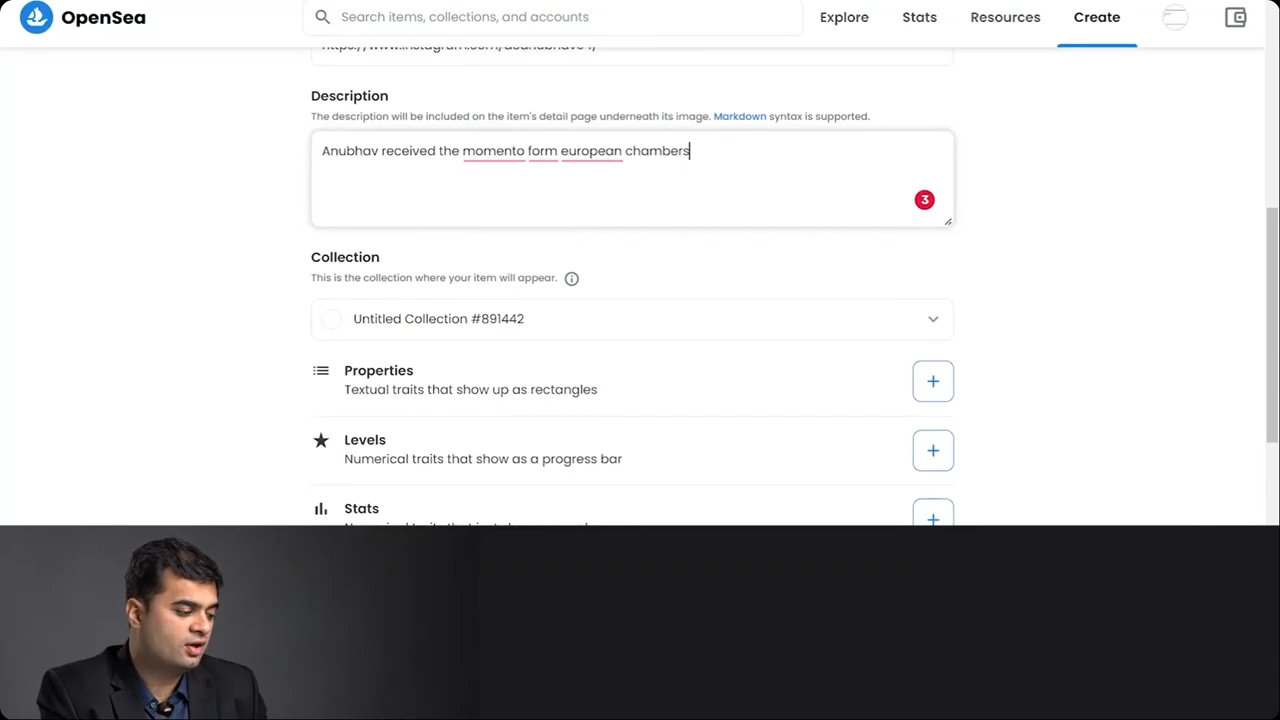 OpenSea
Search items, collections, and accounts
Explore
Stats
Resources
Create
Description
The description will be included on the item's detail page underneath its image. Markdown syntax is supported.
Anubhav received the momento form european chambers
3
Collection
This is the collection where your item will appear.
Untitled Collection #891442
Properties
Textual traits that show up as rectangles
Levels
Numerical traits that show as a progress bar
Stats